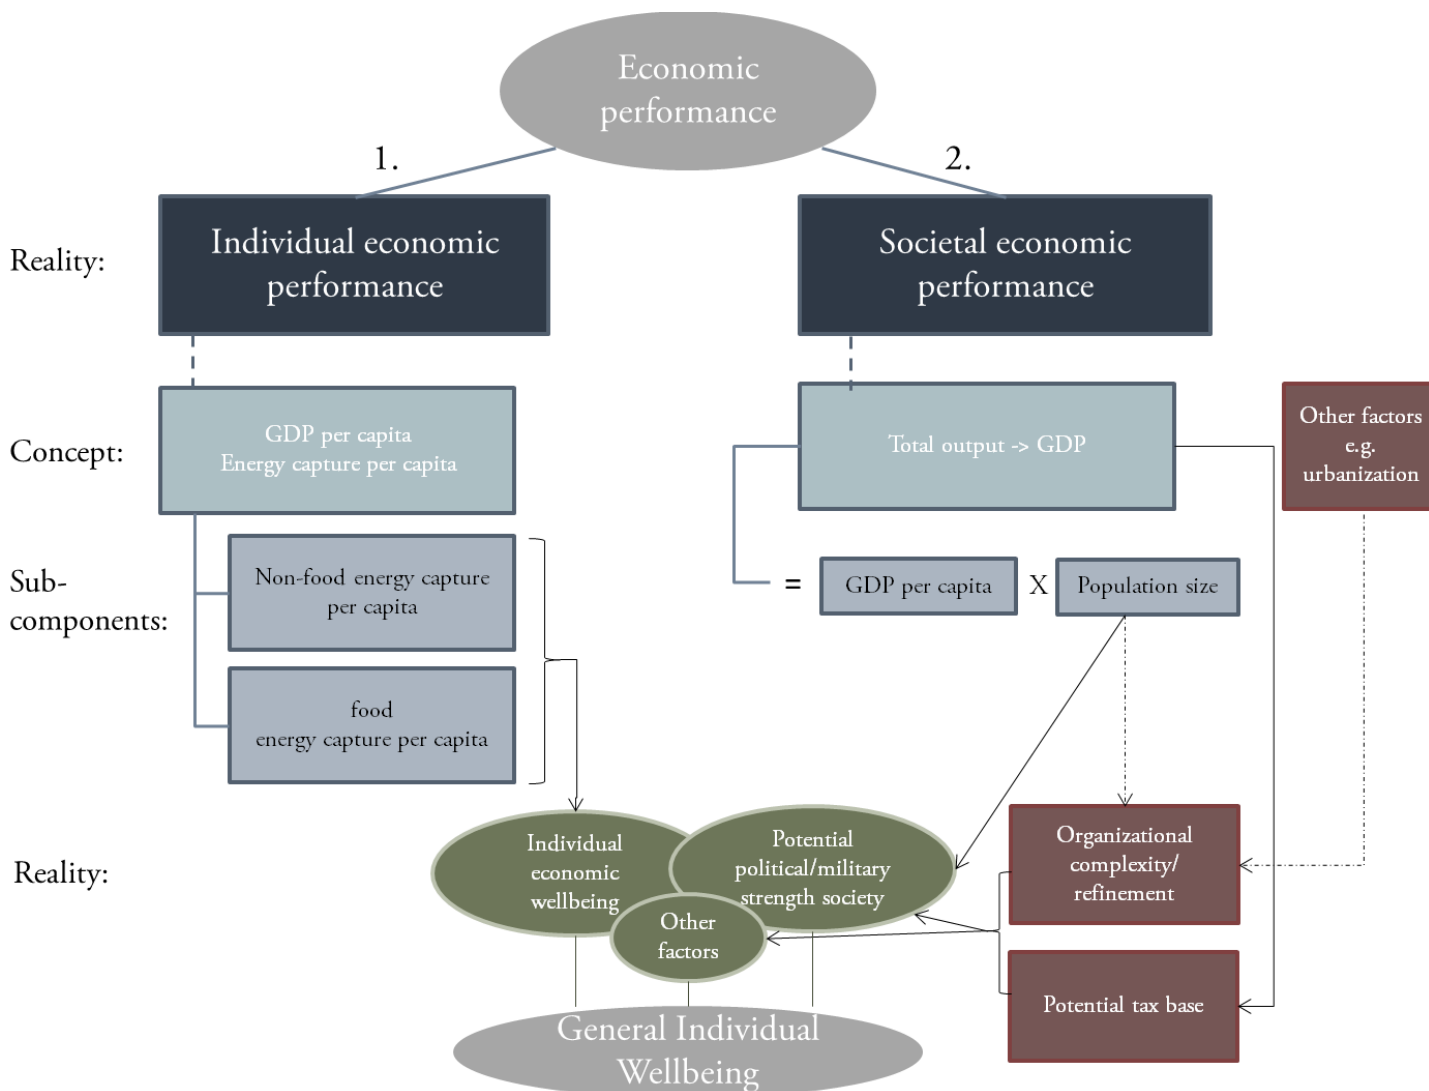 Economic
performance
1.
2.
Reality:
Individual economic
performance
Societal economic
performance
Concept:
GDP per capita
Energy capture per capita
Total output -> GDP
Other factors
e.g.
urbanization
Sub-
components:
Non-food energy capture
per capita
=
GDP per capita
X
Population size
food
energy capture per capita
Reality:
Individual
economic
wellbeing
Potential
political/military
strength society
Other
factors
Organizational
complexity/
refinement
Potential tax base
General Individual
Wellbeing